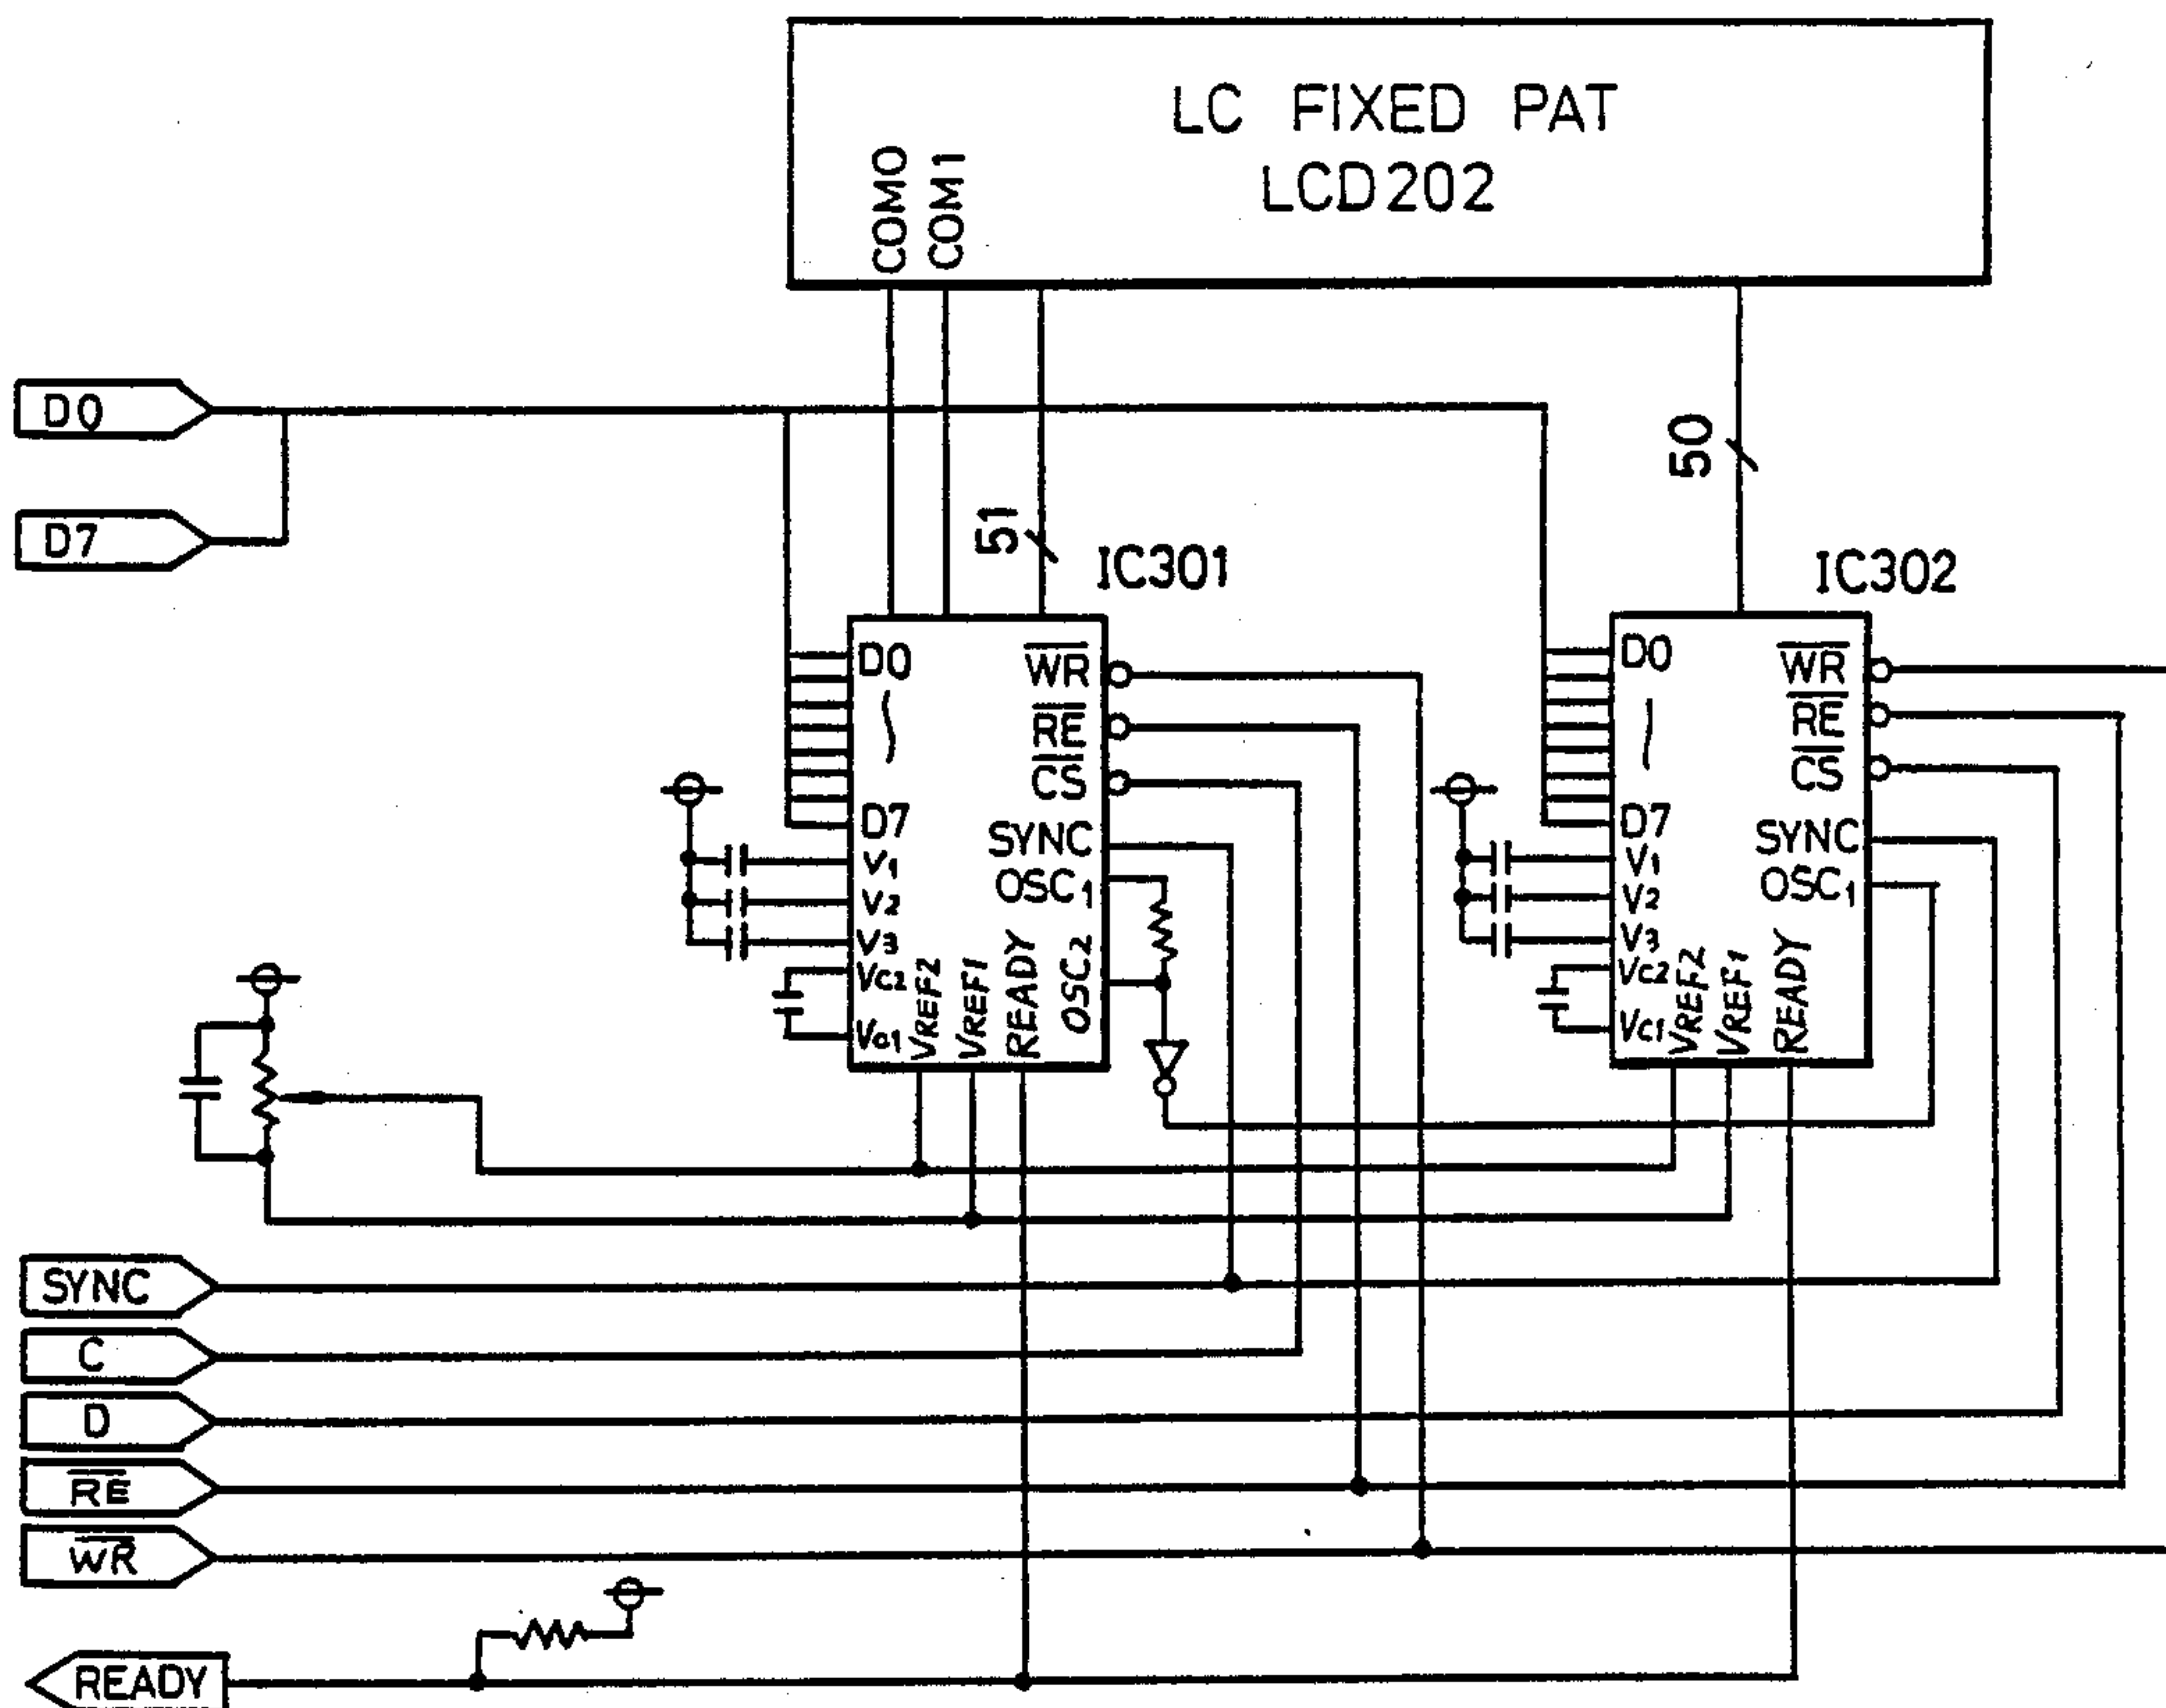 LC FIXED PAT
LCD202
COM0
COM1
D0
D7
51
50
IC301
IC302
D0
D7
V1
V2
V3
VC2
Vc1
VREF2
VREF1
READY
OSC2
WR
RE
CS
SYNC
OSC1
D0
D7
V1
V2
V3
VC2
VC1
VREF2
VREF1
READY
WR
RE
CS
SYNC
OSC1
SYNC
C
D
RE
WR
READY